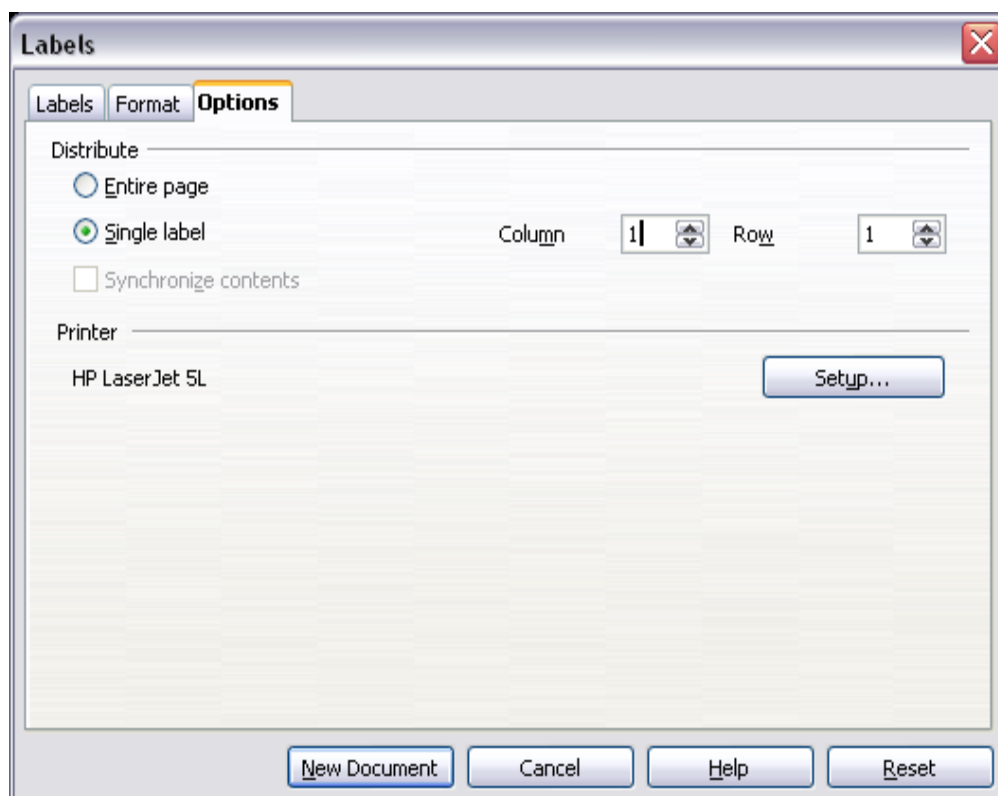 Labels
Labels Format Options
Distribute
Entire page
Single label Column 1 Row 1
Synchronize contents
Printer
HP LaserJet 5L Setup...
New Document Cancel Help Reset